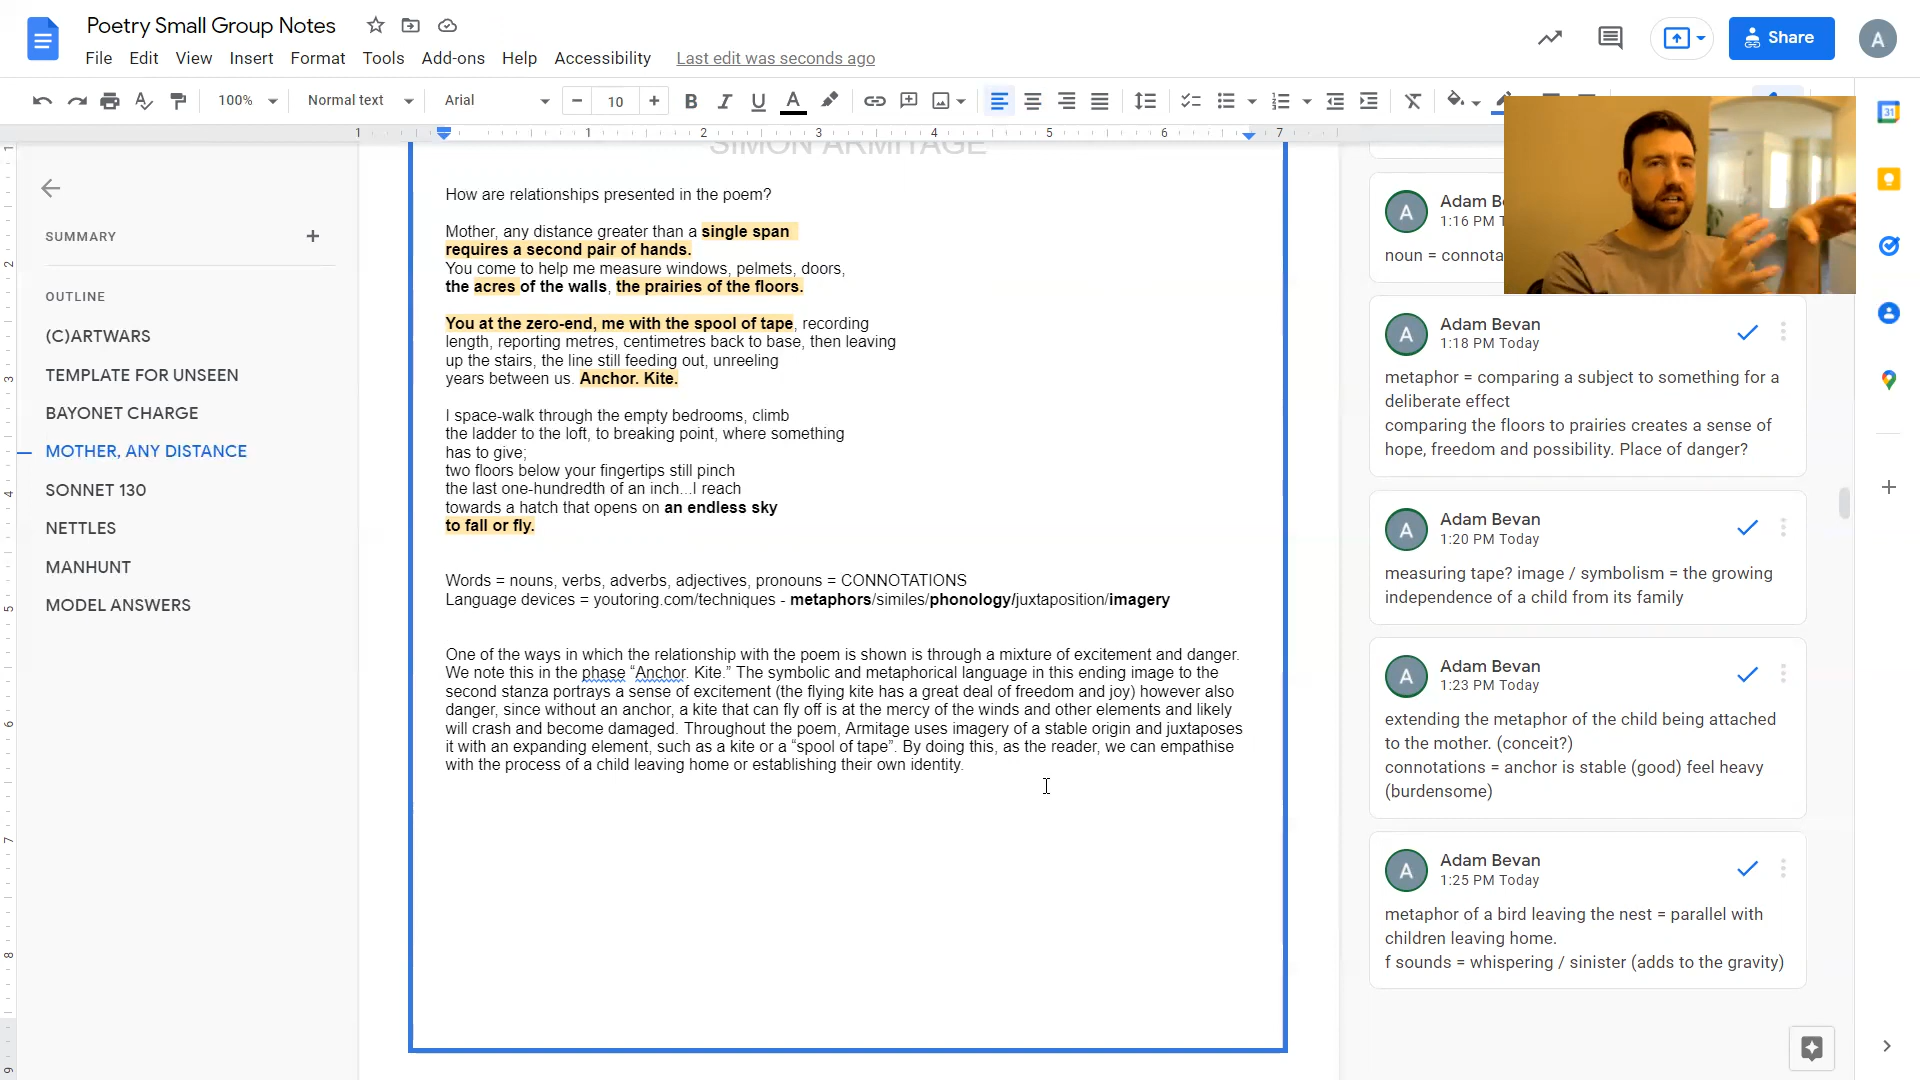 Poetry Small Group Notes
File Edit View Insert Format Tools Add-ons Help Accessibility Last edit was seconds ago
Share
A
100% Normal text Arial 10
B I U A
1 1 2 3 4 5 6 7
SUMMARY
OUTLINE
(C)ARTWARS
TEMPLATE FOR UNSEEN
BAYONET CHARGE
MOTHER, ANY DISTANCE
SONNET 130
NETTLES
MANHUNT
MODEL ANSWERS
SIMON ARMITAGE
How are relationships presented in the poem?
Mother, any distance greater than a single span
requires a second pair of hands.
You come to help me measure windows, pelmets, doors,
the acres of the walls, the prairies of the floors.
You at the zero-end, me with the spool of tape, recording
length, reporting metres, centimetres back to base, then leaving
up the stairs, the line still feeding out, unreeling
years between us. Anchor. Kite.
I space-walk through the empty bedrooms, climb
the ladder to the loft, to breaking point, where something
has to give;
two floors below your fingertips still pinch
the last one-hundredth of an inch...I reach
towards a hatch that opens on an endless sky
to fall or fly.
Words = nouns, verbs, adverbs, adjectives, pronouns = CONNOTATIONS
Language devices = youtoring.com/techniques - metaphors/similes/phonology/juxtaposition/imagery
One of the ways in which the relationship with the poem is shown is through a mixture of excitement and danger.
We note this in the phase “Anchor. Kite.” The symbolic and metaphorical language in this ending image to the
second stanza portrays a sense of excitement (the flying kite has a great deal of freedom and joy) however also
danger, since without an anchor, a kite that can fly off is at the mercy of the winds and other elements and likely
will crash and become damaged. Throughout the poem, Armitage uses imagery of a stable origin and juxtaposes
it with an expanding element, such as a kite or a “spool of tape”. By doing this, as the reader, we can empathise
with the process of a child leaving home or establishing their own identity.
A
Adam B
1:16 PM T
noun = connota
A
Adam Bevan
1:18 PM Today
metaphor = comparing a subject to something for a
deliberate effect
comparing the floors to prairies creates a sense of
hope, freedom and possibility. Place of danger?
A
Adam Bevan
1:20 PM Today
measuring tape? image / symbolism = the growing
independence of a child from its family
A
Adam Bevan
1:23 PM Today
extending the metaphor of the child being attached
to the mother. (conceit?)
connotations = anchor is stable (good) feel heavy
(burdensome)
A
Adam Bevan
1:25 PM Today
metaphor of a bird leaving the nest = parallel with
children leaving home.
f sounds = whispering / sinister (adds to the gravity)
31
1
2
3
4
5
6
7
8
9